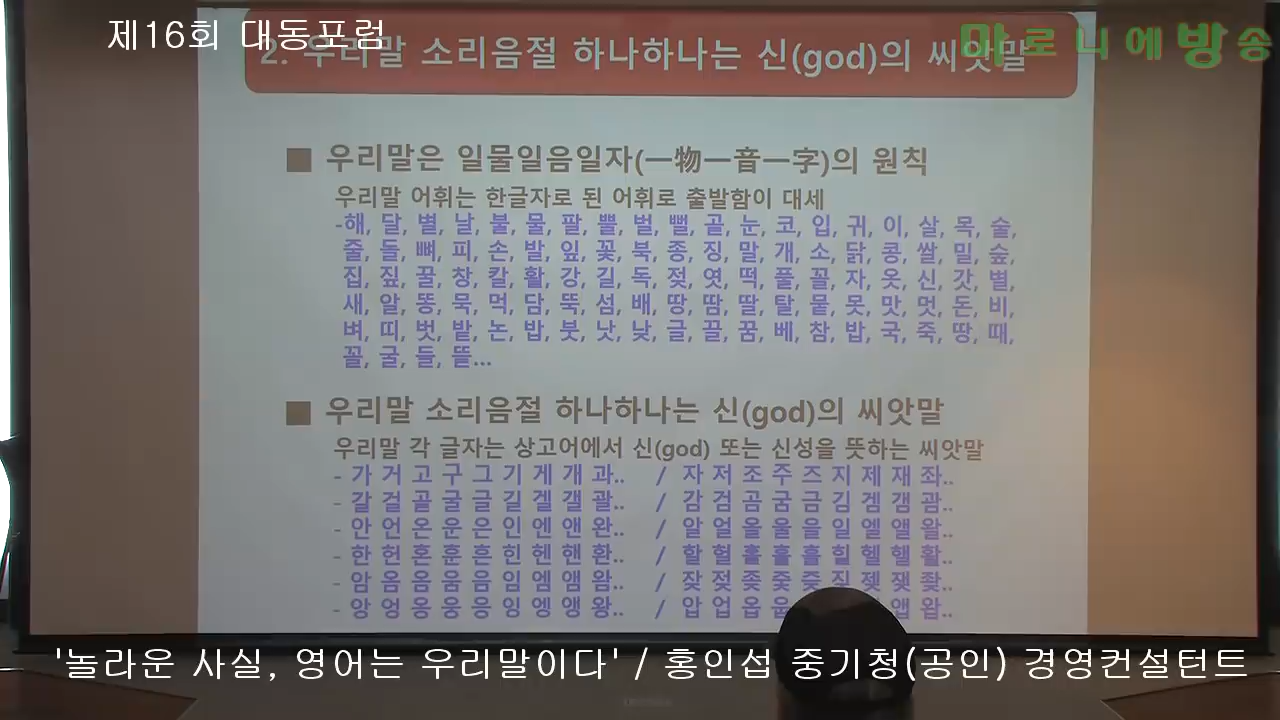 제16회 대동포럼
마로니에방송
2. 우리말 소리음절 하나하나는 신(god)의 씨앗말
■ 우리말은 일물일음일자(一物一音一字)의 원칙
우리말 어휘는 한글자로 된 어휘로 출발함이 대세
-해, 달, 별, 날, 불, 물, 팔, 뿔, 벌, 뻘, 곧, 눈, 코, 입, 귀, 이, 살, 목, 술,
줄, 돌, 뼈, 피, 손, 발, 잎, 꽃, 북, 종, 징, 말, 개, 소, 닭, 콩, 쌀, 밀, 숲,
집, 짚, 꿀, 창, 칼, 활, 강, 길, 독, 젖, 엿, 떡, 풀, 꼴, 자, 옷, 신, 갓, 별,
새, 알, 똥, 묵, 먹, 담, 뚝, 섬, 배, 땅, 땀, 딸, 탈, 뭍, 못, 맛, 멋, 돈, 비,
벼, 띠, 벗, 밭, 논, 밥, 붓, 낫, 낮, 글, 끌, 꿈, 베, 참, 밥, 국, 죽, 땅, 때,
꼴, 굴, 들, 뜰...
■ 우리말 소리음절 하나하나는 신(god)의 씨앗말
우리말 각 글자는 상고어에서 신(god) 또는 신성을 뜻하는 씨앗말
- 가 거 고 구 그 기 게 개 과.. / 자 저 조 주 즈 지 제 재 좌..
- 갈 걸 골 굴 글 길 겔 갤 괄.. / 감 검 곰 굼 금 김 겜 갬 괌..
- 안 언 온 운 은 인 엔 앤 완.. / 알 얼 올 울 을 일 엘 앨 왈..
- 한 헌 혼 훈 흔 힌 헨 핸 환.. / 할 헐 홀 훌 흘 힐 헬 핼 활..
- 암 옴 옴 움 음 임 엠 앰 왐.. / 잦 젖 좆 줒 즞 짖 젲 잫 좢..
- 앙 엉 옹 웅 응 잉 엥 앵 왕.. / 압 업 옵 앱 왑..
'놀라운 사실, 영어는 우리말이다' / 홍인섭 중기청(공인) 경영컨설턴트